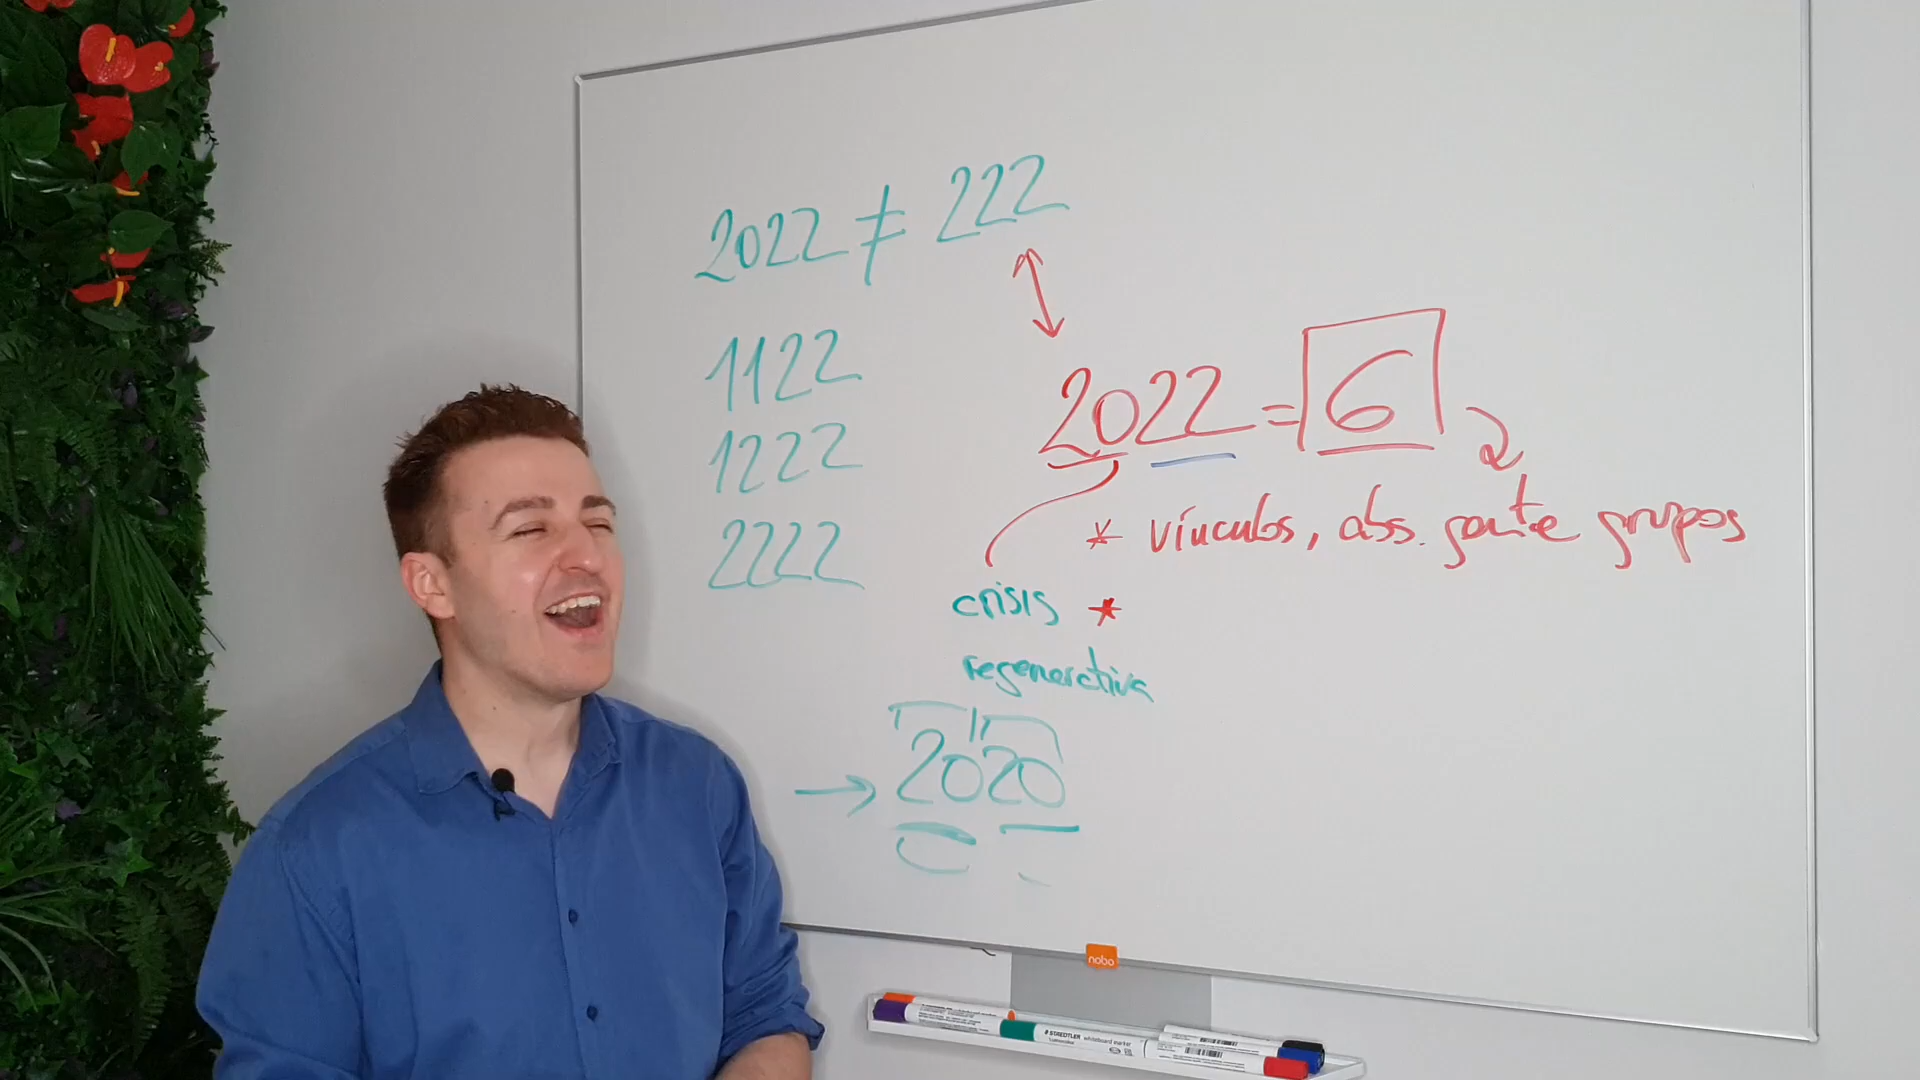 2022 ≠ 222
1122
1222
2222
2022 = 6
* vínculos, abs. gente grupos
crisis *
regenerativa
→ 2020
nobo
STAEDTLER whiteboard marker